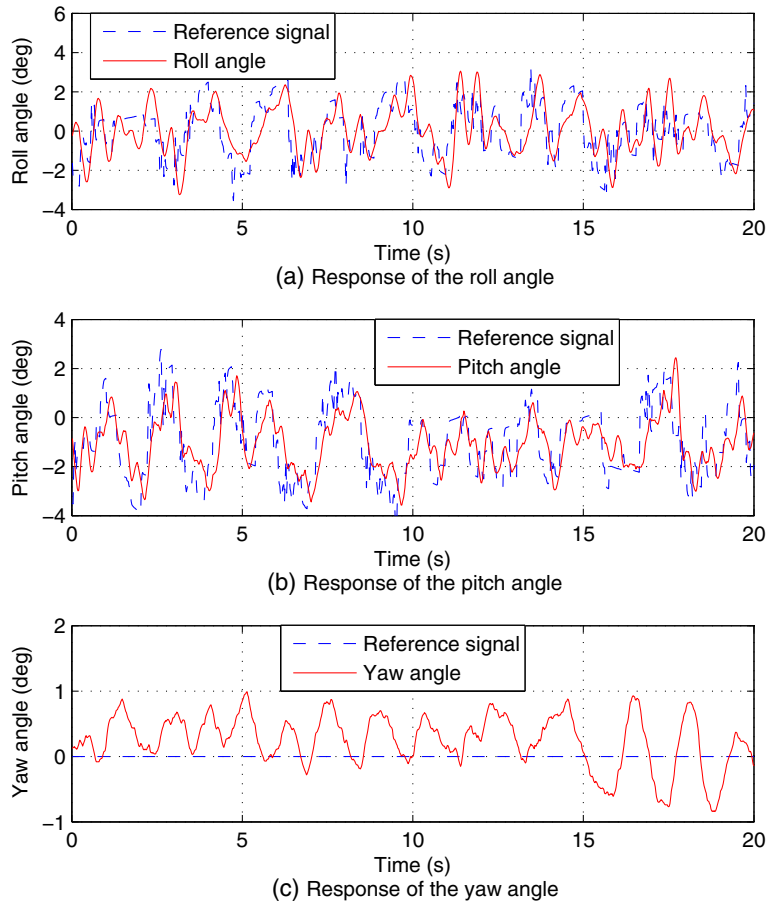 6
4
2
0
−2
−4
Roll angle (deg)
Reference signal
Roll angle
0
5
10
15
20
Time (s)
(a) Response of the roll angle
4
2
0
−2
−4
Pitch angle (deg)
Reference signal
Pitch angle
0
5
10
15
20
Time (s)
(b) Response of the pitch angle
2
1
0
−1
Yaw angle (deg)
Reference signal
Yaw angle
0
5
10
15
20
Time (s)
(c) Response of the yaw angle